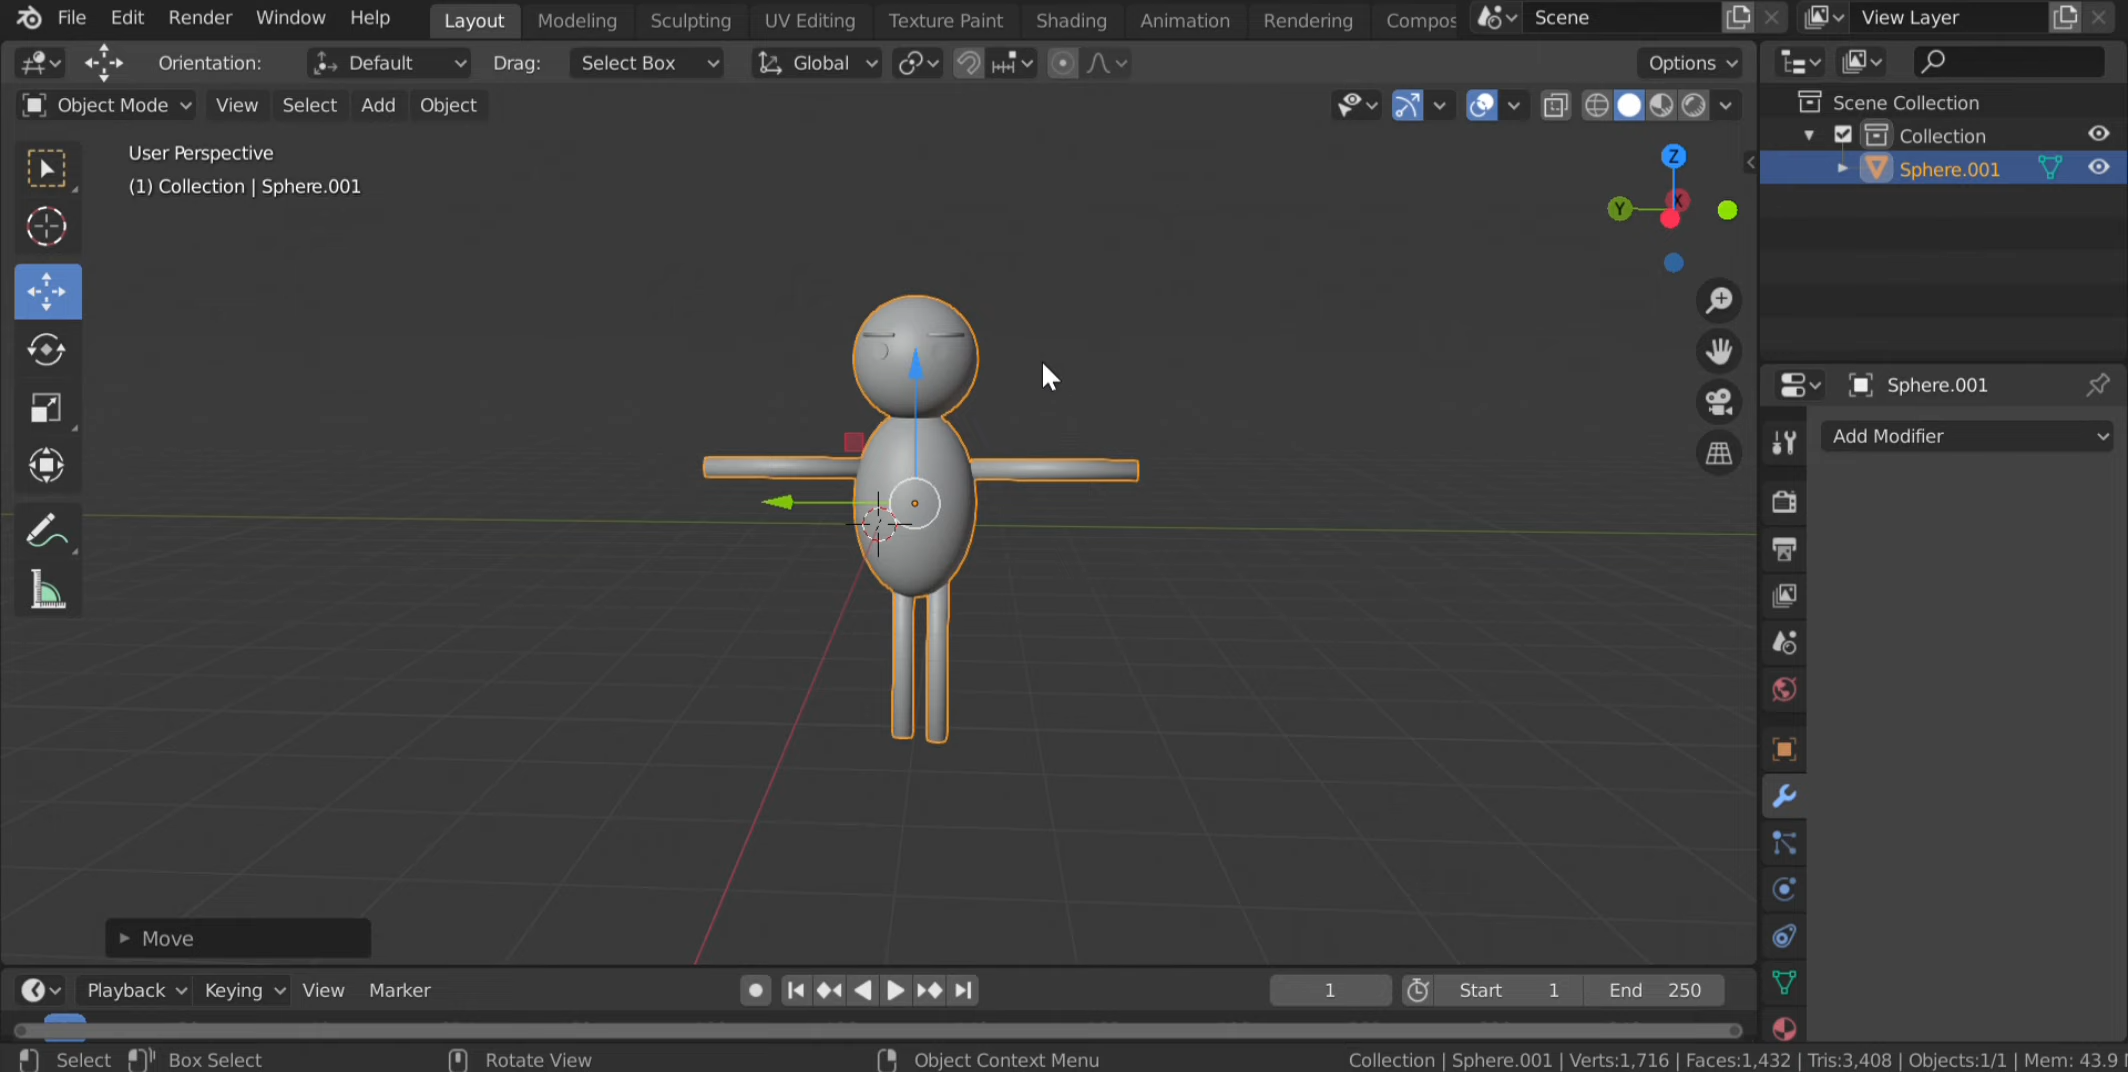 File Edit Render Window Help Layout Modeling Sculpting UV Editing Texture Paint Shading Animation Rendering Compos Scene View Layer
Orientation: Default Drag: Select Box Global Options
Object Mode View Select Add Object
User Perspective
(1) Collection | Sphere.001
Z
Y
X
Scene Collection
Collection
Sphere.001
Sphere.001
Add Modifier
Move
Playback Keying View Marker 1 Start 1 End 250
Select Box Select Rotate View Object Context Menu Collection | Sphere.001 | Verts:1,716 | Faces:1,432 | Tris:3,408 | Objects:1/1 | Mem: 43.9